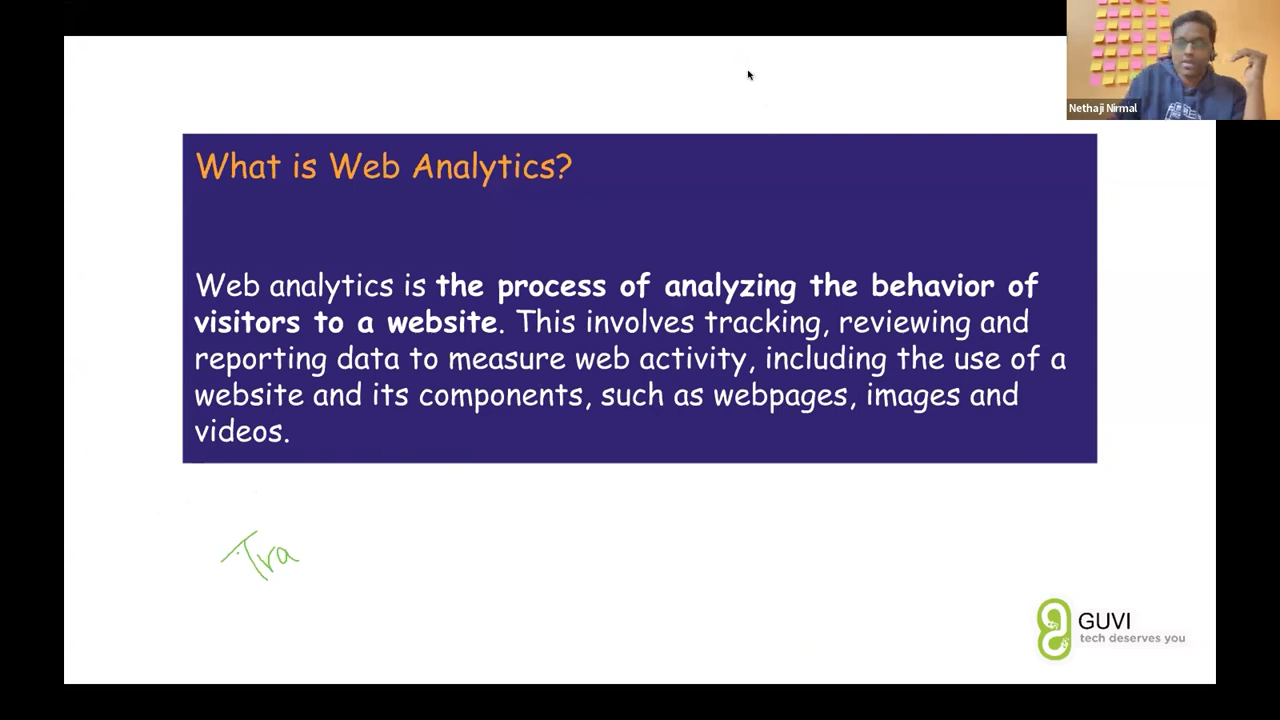 Nethaji Nirmal
What is Web Analytics?
Web analytics is the process of analyzing the behavior of
visitors to a website. This involves tracking, reviewing and
reporting data to measure web activity, including the use of a
website and its components, such as webpages, images and
videos.
Tra
GUVI
tech deserves you